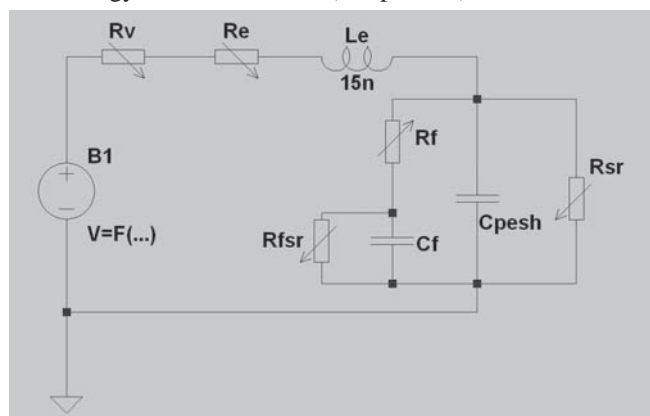 Rv
Re
Le
15n
Rf
Rsr
B1
Cpesh
Rfsr
Cf
V=F(...)